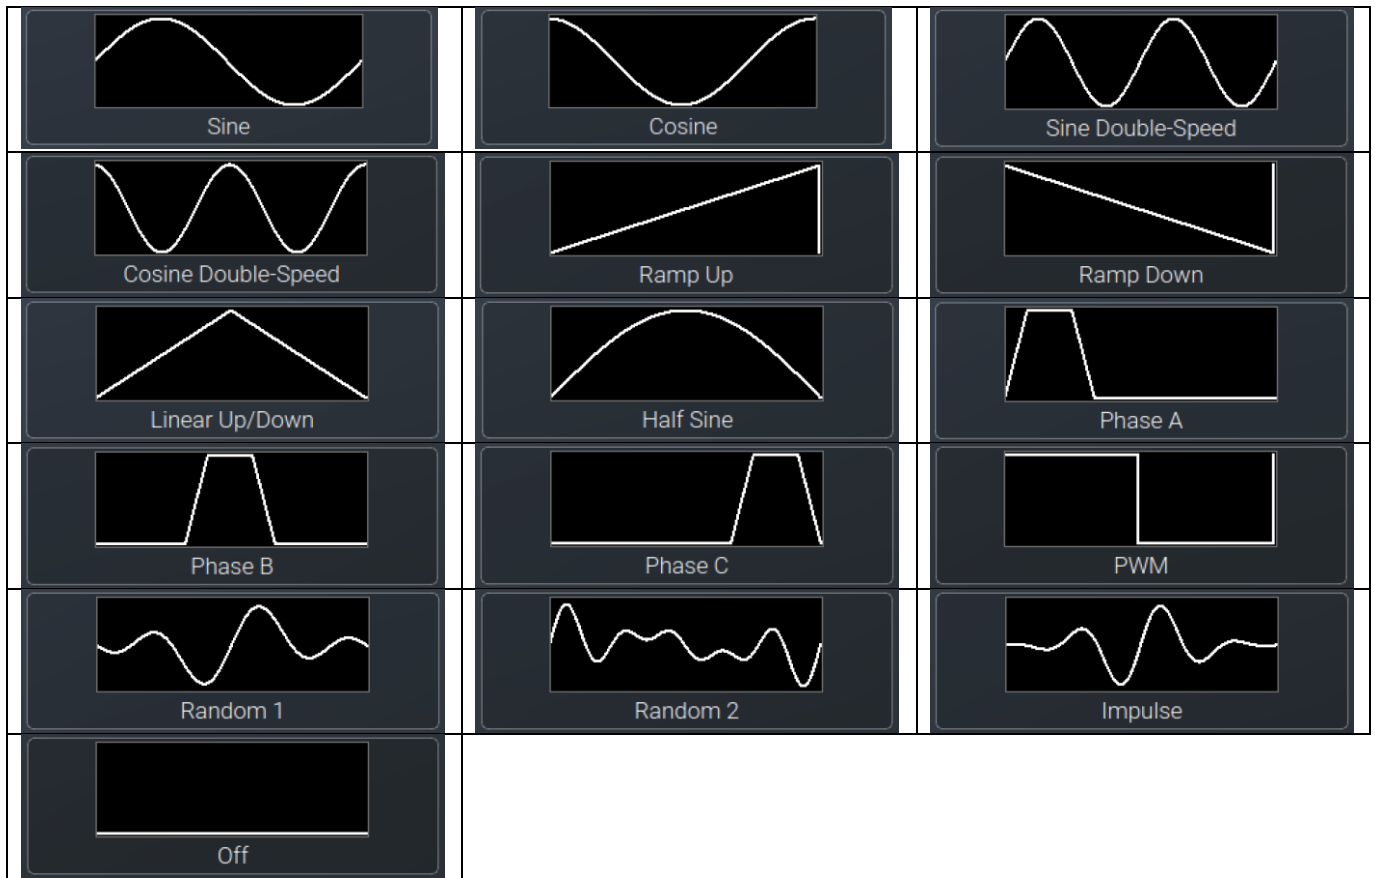 Sine
Cosine
Sine Double-Speed
Cosine Double-Speed
Ramp Up
Ramp Down
Linear Up/Down
Half Sine
Phase A
Phase B
Phase C
PWM
Random 1
Random 2
Impulse
Off